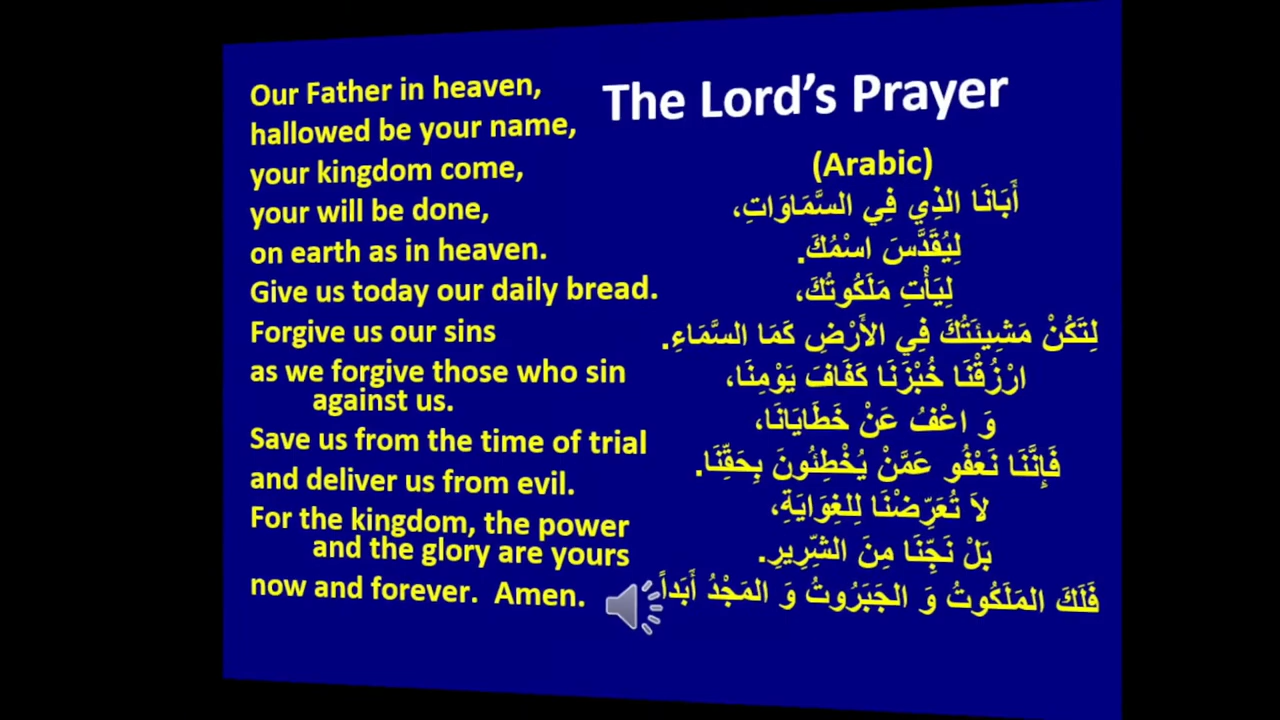 The Lord's Prayer
Our Father in heaven,
hallowed be your name,
your kingdom come,
your will be done,
on earth as in heaven.
Give us today our daily bread.
Forgive us our sins
as we forgive those who sin
against us.
Save us from the time of trial
and deliver us from evil.
For the kingdom, the power
and the glory are yours
now and forever. Amen.
(Arabic)
أَبَانَا الذِي فِي السَّمَاوَاتِ،
لِيُقَدَّسَ اسْمُكَ.
لِيَأْتِ مَلَكُوتُكَ،
لِتَكُنْ مَشِيئَتُكَ فِي الأَرْضِ كَمَا السَّمَاءِ.
ارْزُقْنَا خُبْزَنَا كَفَافَ يَوْمِنَا،
وَ اعْفُ عَنْ خَطَايَانَا،
فَإِنَّنَا نَعْفُو عَمَّنْ يُخْطِئُونَ بِحَقِّنَا.
لاَ تُعَرِّضْنَا لِلغِوَايَةِ،
بَلْ نَجِّنَا مِنَ الشِّرِيرِ.
فَلَكَ المَلَكُوتُ وَ الجَبَرُوتُ وَ المَجْدُ أَبَداً